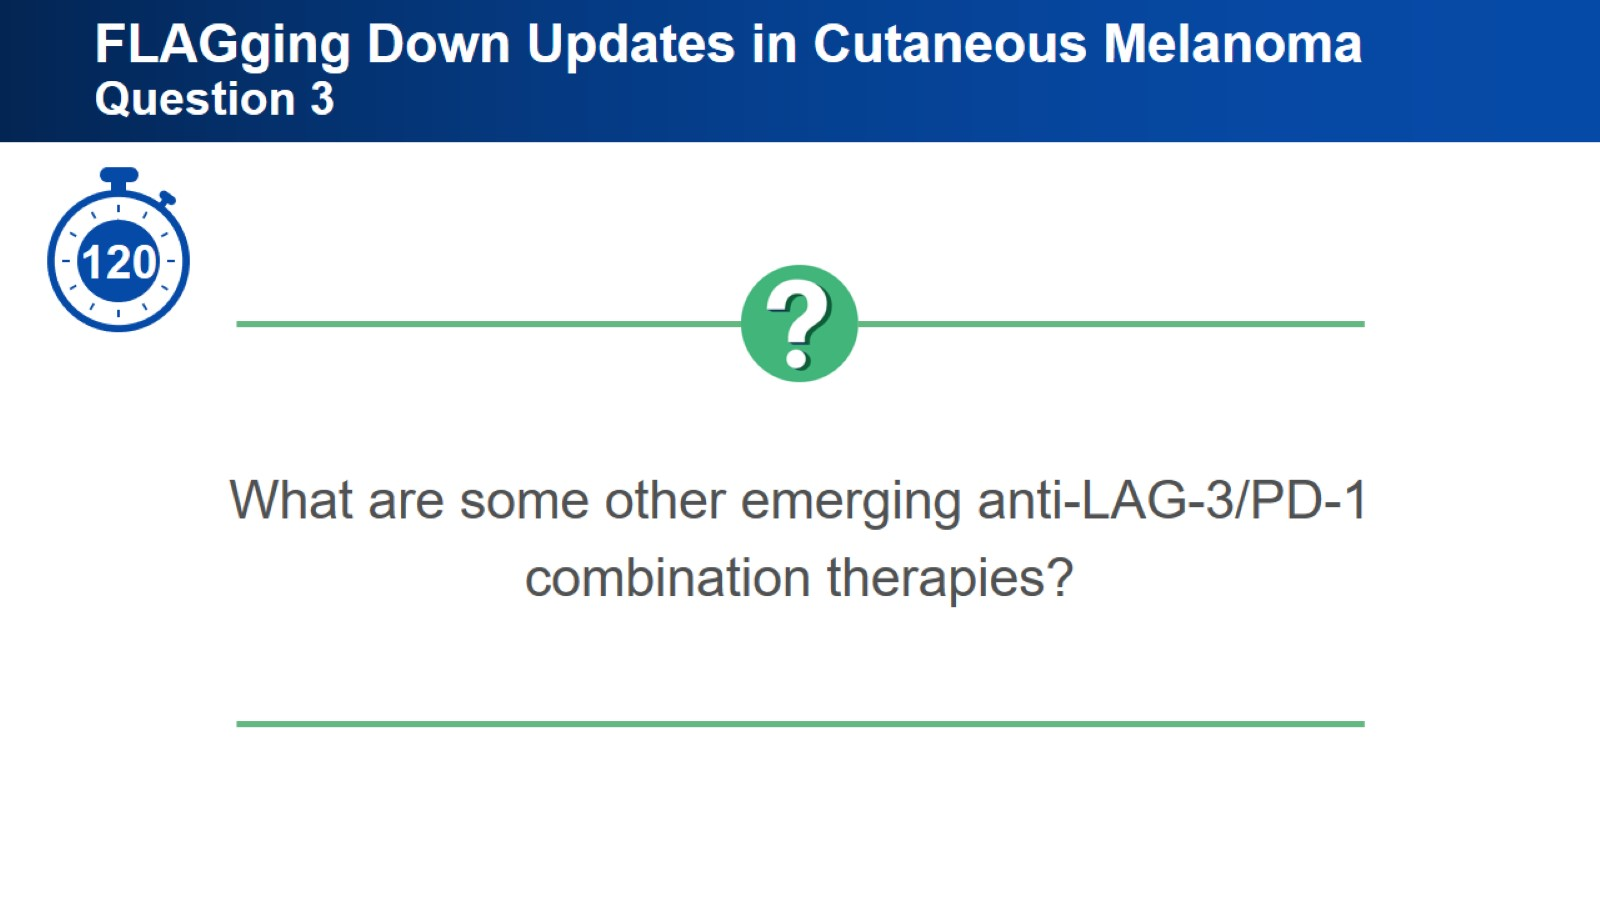 FLAGging Down Updates in Cutaneous Melanoma
Question 3
120
?
What are some other emerging anti-LAG-3/PD-1
combination therapies?